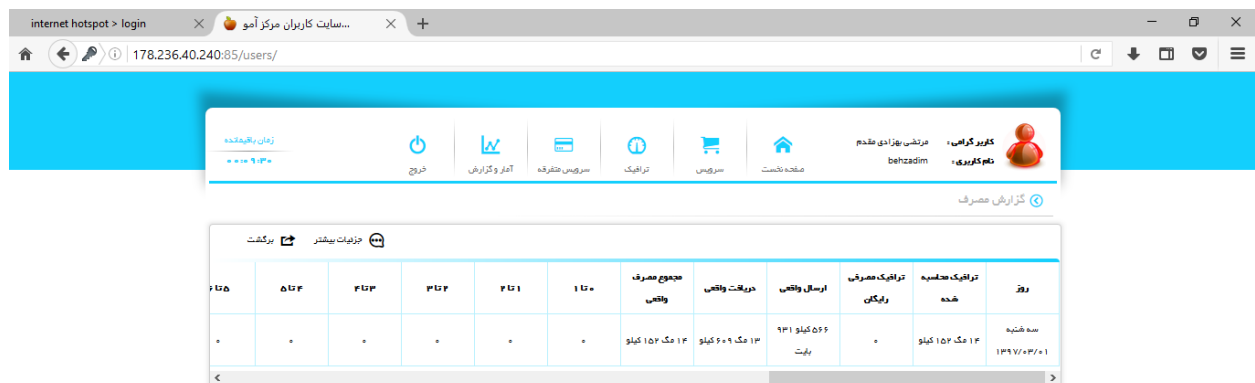 internet hotspot > login
سایت کاربران مرکز آمو...
178.236.40.240:85/users/
کاربر گرامی : مرتضی بهزادی مقدم
نام کاربری : behzadim
صفحه نخست
سرویس
ترافیک
سرویس متفرقه
آمار و گزارش
خروج
زمان باقیمانده
۰۰:۰۹:۳۰
گزارش مصرف
جزئیات بیشتر
برگشت
روز
ترافیک محاسبه شده
ترافیک مصرفی رایگان
ارسال واقعی
دریافت واقعی
مجموع مصرف واقعی
۰ تا ۱
۱ تا ۲
۲ تا ۳
۳ تا ۴
۴ تا ۵
۵ تا ۶
سه شنبه ۱۳۹۷/۰۳/۰۱
۱۴ مگ ۱۵۲ کیلو
۰
۵۶۶ کیلو ۹۳۱ بایت
۱۳ مگ ۶۰۹ کیلو
۱۴ مگ ۱۵۲ کیلو
۰
۰
۰
۰
۰
۰